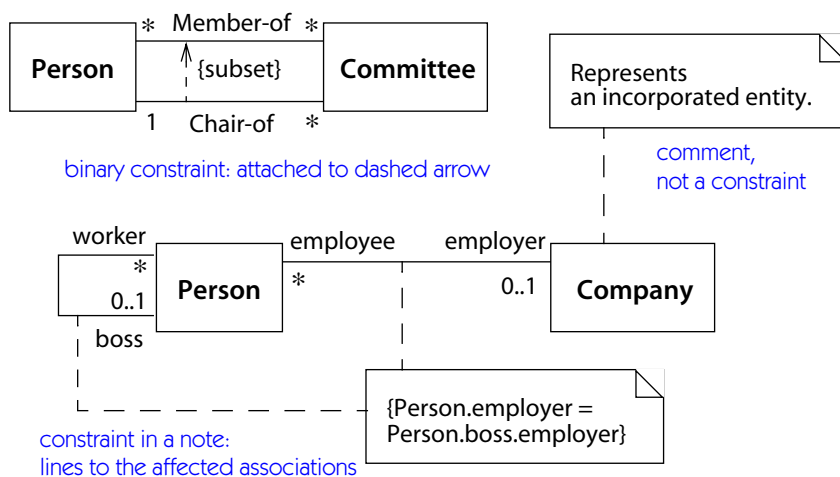 * Member-of *
Person
{subset}
Committee
1 Chair-of *
binary constraint: attached to dashed arrow
Represents
an incorporated entity.
comment,
not a constraint
worker
*
0..1
boss
Person
employee
*
employer
0..1
Company
{Person.employer =
Person.boss.employer}
constraint in a note:
lines to the affected associations